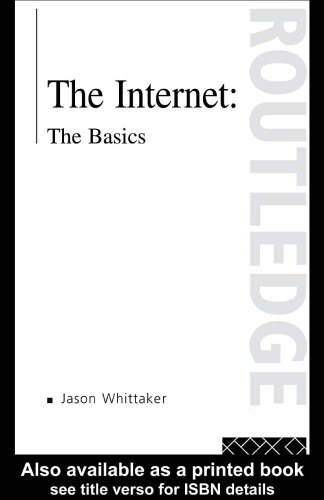 The Internet:
The Basics
ROUTLEDGE
■ Jason Whittaker
Also available as a printed book
see title verso for ISBN details